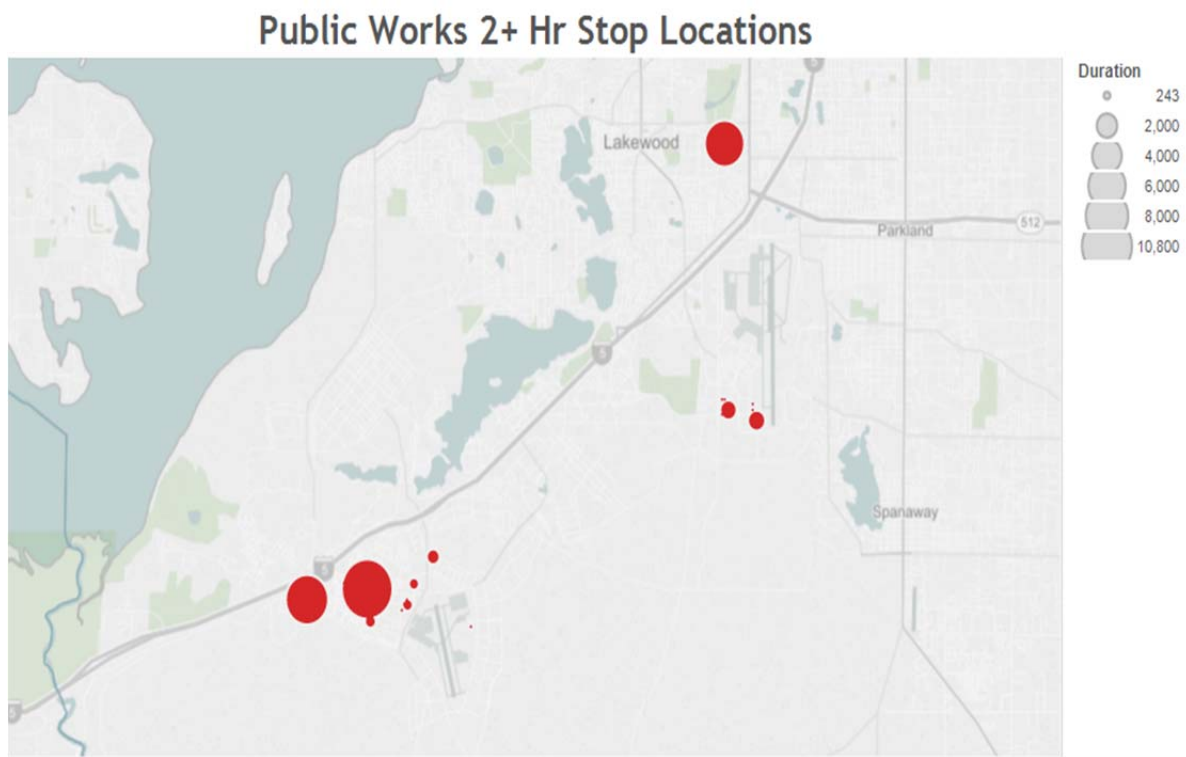 Public Works 2+ Hr Stop Locations
5
Duration
243
2,000
4,000
6,000
8,000
10,800
Lakewood
512
Parkland
5
Spanaway
5
5